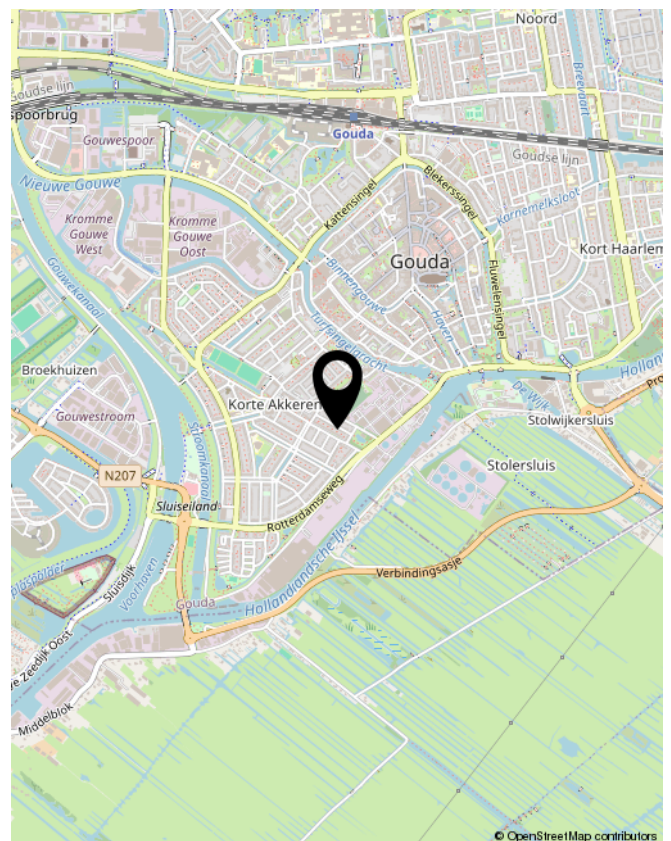 Noord
Goudse lijn
spoorbrug
Gouwespoor
Gouda
Breevaart
Goudse lijn
Nieuwe Gouwe
Kattensingel
Blekerssingel
Karnemelksloot
Kromme
Gouwe
West
Kromme
Gouwe
Oost
Kort Haarlem
Gouwekanaal
Binnengouwe
Gouda
Fluwelensingel
Haven
Turfsingelgracht
Broekhuizen
Korte Akkeren
Gouwestroom
De Wijk
Stolwijkersluis
Stroomkanaal
N207
Stolersluis
Sluiseiland
Rotterdamseweg
Hollandsche IJssel
Verbindingsasje
Voorhaven
Sluisdijk
Gouda
Middelblok
© OpenStreetMap contributors